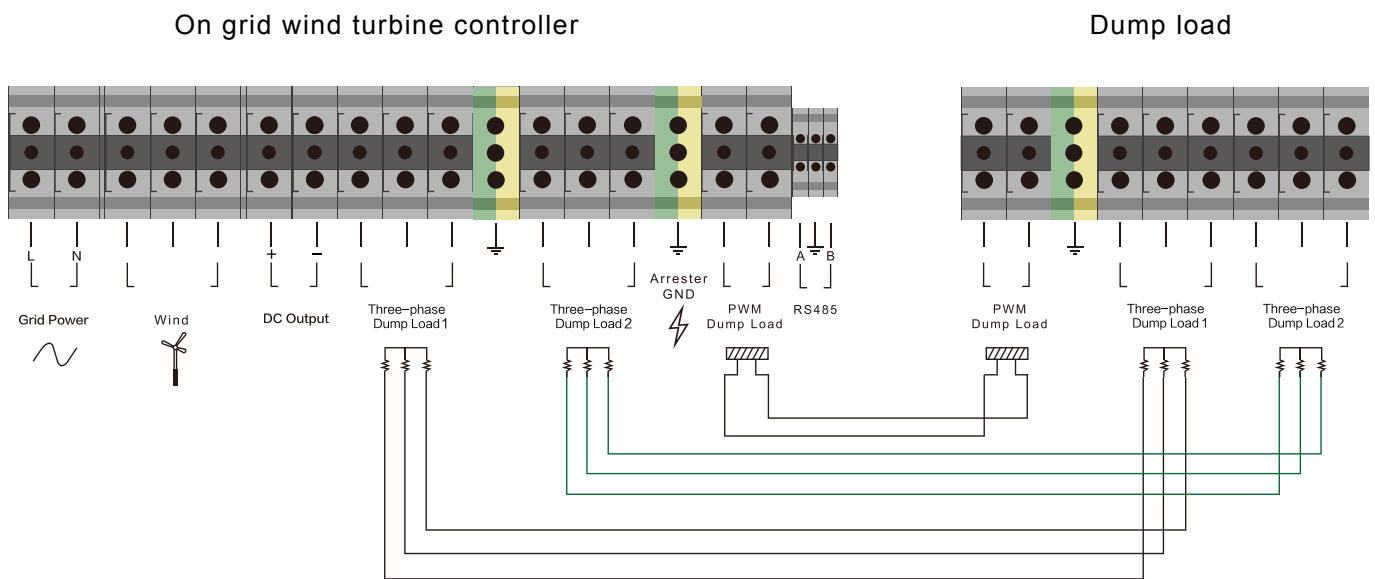 On grid wind turbine controller
Dump load
L
N
+
−
A
B
Grid Power
Wind
DC Output
Three−phase
Dump Load 1
Three−phase
Dump Load 2
Arrester
GND
PWM
Dump Load
RS485
PWM
Dump Load
Three−phase
Dump Load 1
Three−phase
Dump Load 2